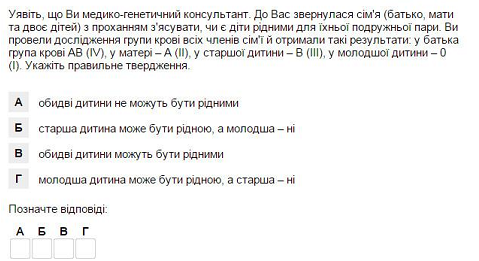 Уявіть, що Ви медико-генетичний консультант. До Вас звернулася сім'я (батько, мати
та двоє дітей) з проханням з'ясувати, чи є діти рідними для їхньої подружньої пари. Ви
провели дослідження групи крові всіх членів сім'ї й отримали такі результати: у батька
група крові AB (IV), у матері – A (II), у старшої дитини – B (III), у молодшої дитини – 0
(I). Укажіть правильне твердження.
А обидві дитини не можуть бути рідними
Б старша дитина може бути рідною, а молодша – ні
В обидві дитини можуть бути рідними
Г молодша дитина може бути рідною, а старша – ні
Позначте відповіді:
А Б В Г